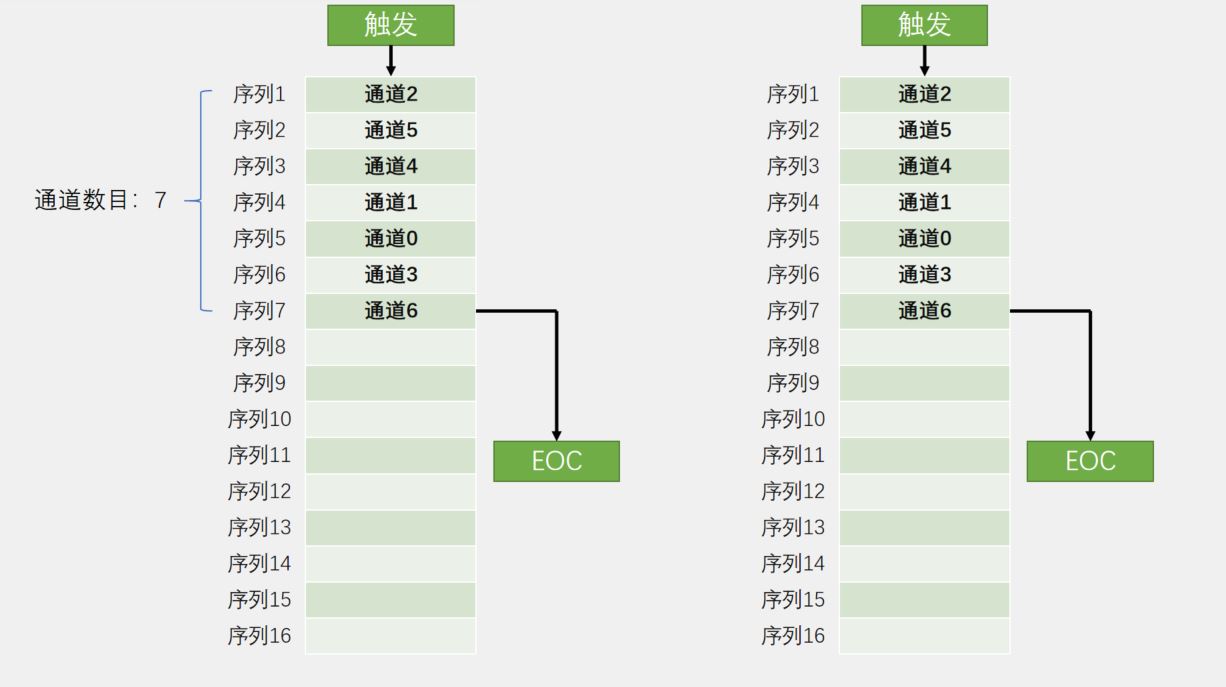 触发
序列1 通道2
序列2 通道5
序列3 通道4
通道数目：7
序列4 通道1
序列5 通道0
序列6 通道3
序列7 通道6
序列8
序列9
序列10
序列11
EOC
序列12
序列13
序列14
序列15
序列16
触发
序列1 通道2
序列2 通道5
序列3 通道4
序列4 通道1
序列5 通道0
序列6 通道3
序列7 通道6
序列8
序列9
序列10
序列11
EOC
序列12
序列13
序列14
序列15
序列16